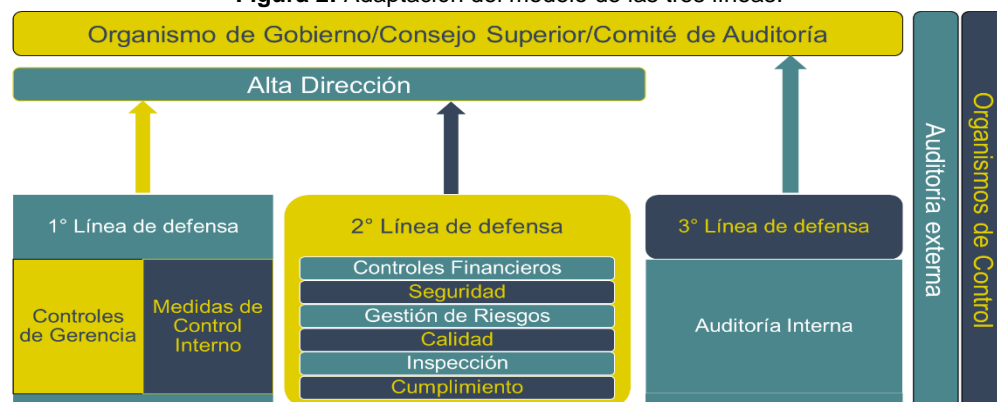 Figura 2. Adaptación del modelo de las tres líneas.
Organismo de Gobierno/Consejo Superior/Comité de Auditoría
Alta Dirección
1° Línea de defensa
Controles
de Gerencia
Medidas de
Control
Interno
2° Línea de defensa
Controles Financieros
Seguridad
Gestión de Riesgos
Calidad
Inspección
Cumplimiento
3° Línea de defensa
Auditoría Interna
Auditoría externa
Organismos de Control